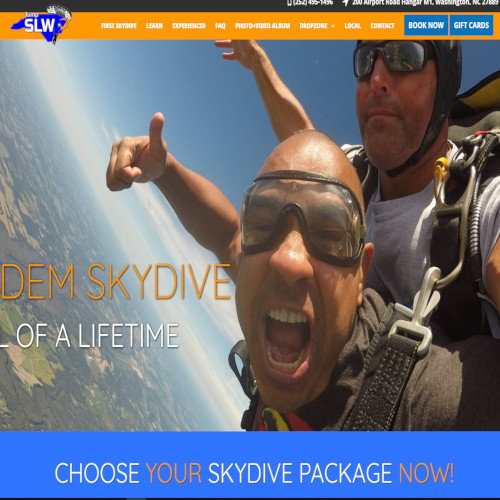 (252) 495-1496 200 Airport Road Hangar M1, Washington, NC 27889
SLW
FIRST SKYDIVE LEARN EXPERIENCED FAQ PHOTO+VIDEO ALBUM DROPZONE LOCAL CONTACT BOOK NOW GIFT CARDS
DEM SKYDIVE
L OF A LIFETIME
CHOOSE YOUR SKYDIVE PACKAGE NOW!